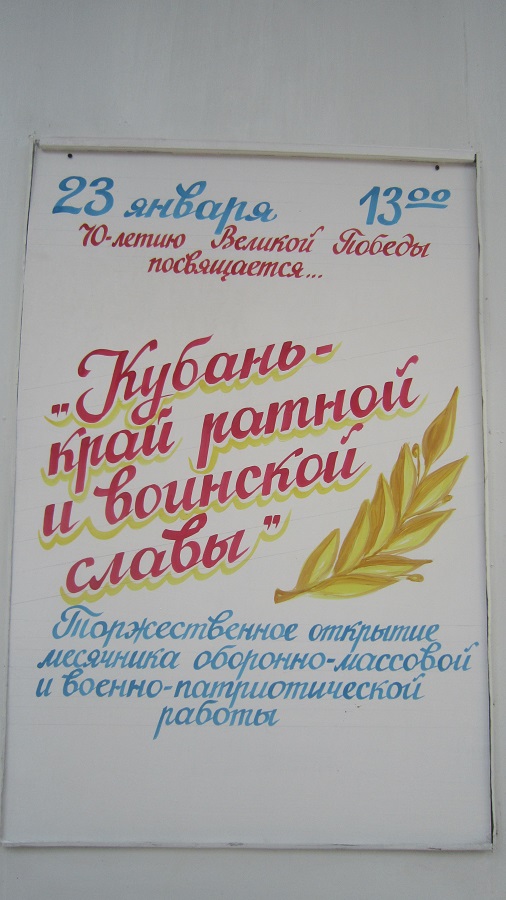 23 января 13⁰⁰
70-летию Великой Победы
посвящается...
„Кубань-
край ратной
и воинской
славы"
Торжественное открытие
месячника оборонно-массовой
и военно-патриотической
работы